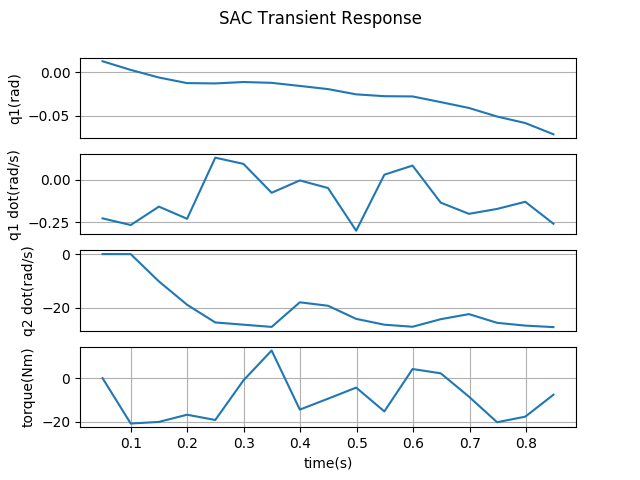 SAC Transient Response
q1(rad)
0.00
−0.05
q1 dot(rad/s)
0.00
−0.25
q2 dot(rad/s)
0
−20
torque(Nm)
0
−20
0.1 0.2 0.3 0.4 0.5 0.6 0.7 0.8
time(s)